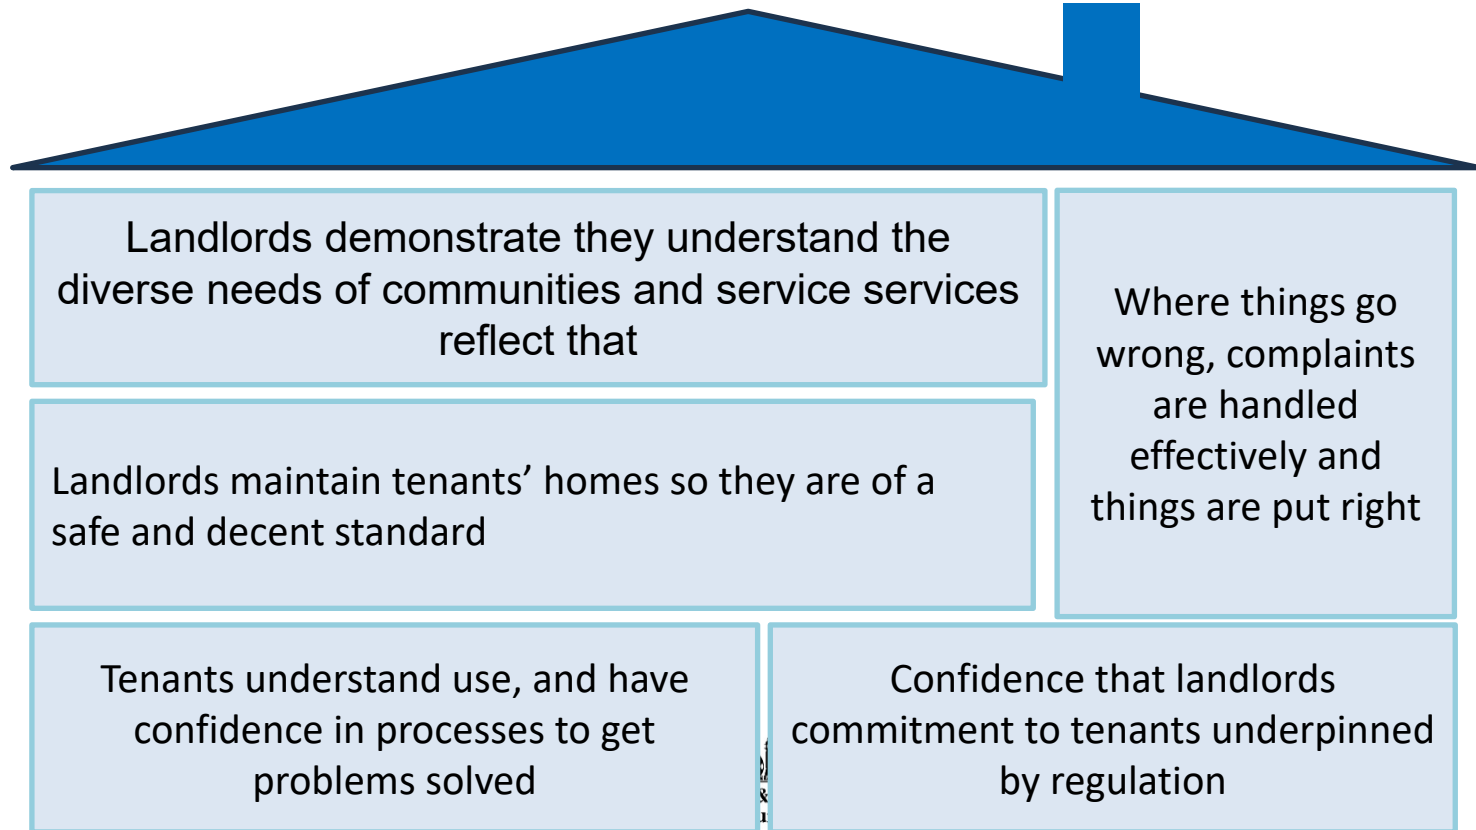 Landlords demonstrate they understand the
diverse needs of communities and service services
reflect that
Where things go
wrong, complaints
are handled
effectively and
things are put right
Landlords maintain tenants’ homes so they are of a
safe and decent standard
Tenants understand use, and have
confidence in processes to get
problems solved
Confidence that landlords
commitment to tenants underpinned
by regulation